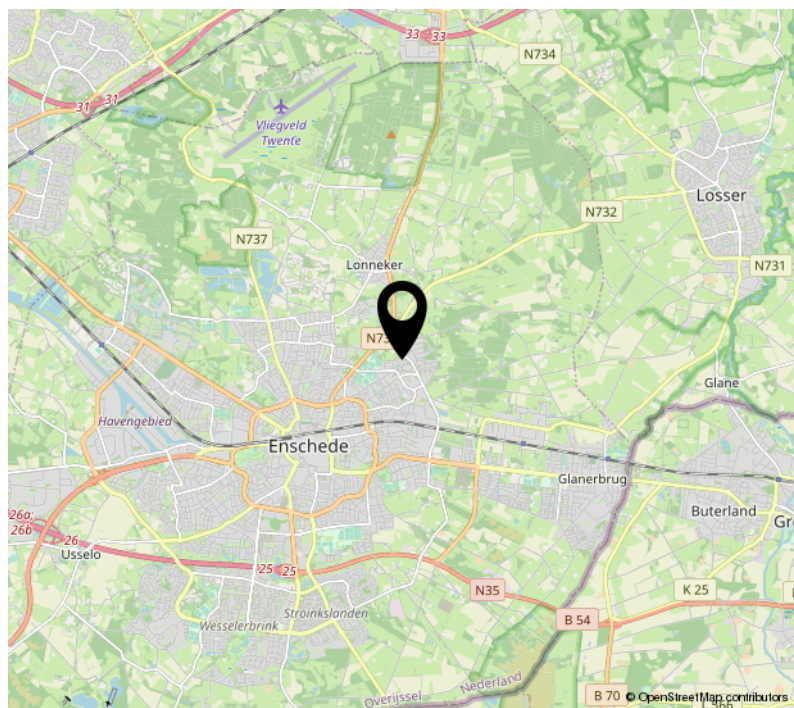 33
33
N734
31
31
Vliegveld
Twente
Losser
N732
N737
Lonneker
N731
Glane
Havengebied
Enschede
Glanerbrug
Buterland
26a;
26b
26
Usselo
25
25
N35
K 25
Stroinkslanden
Wesselerbrink
B 54
Nederland
Overijssel
B 70
© OpenStreetMap contributors